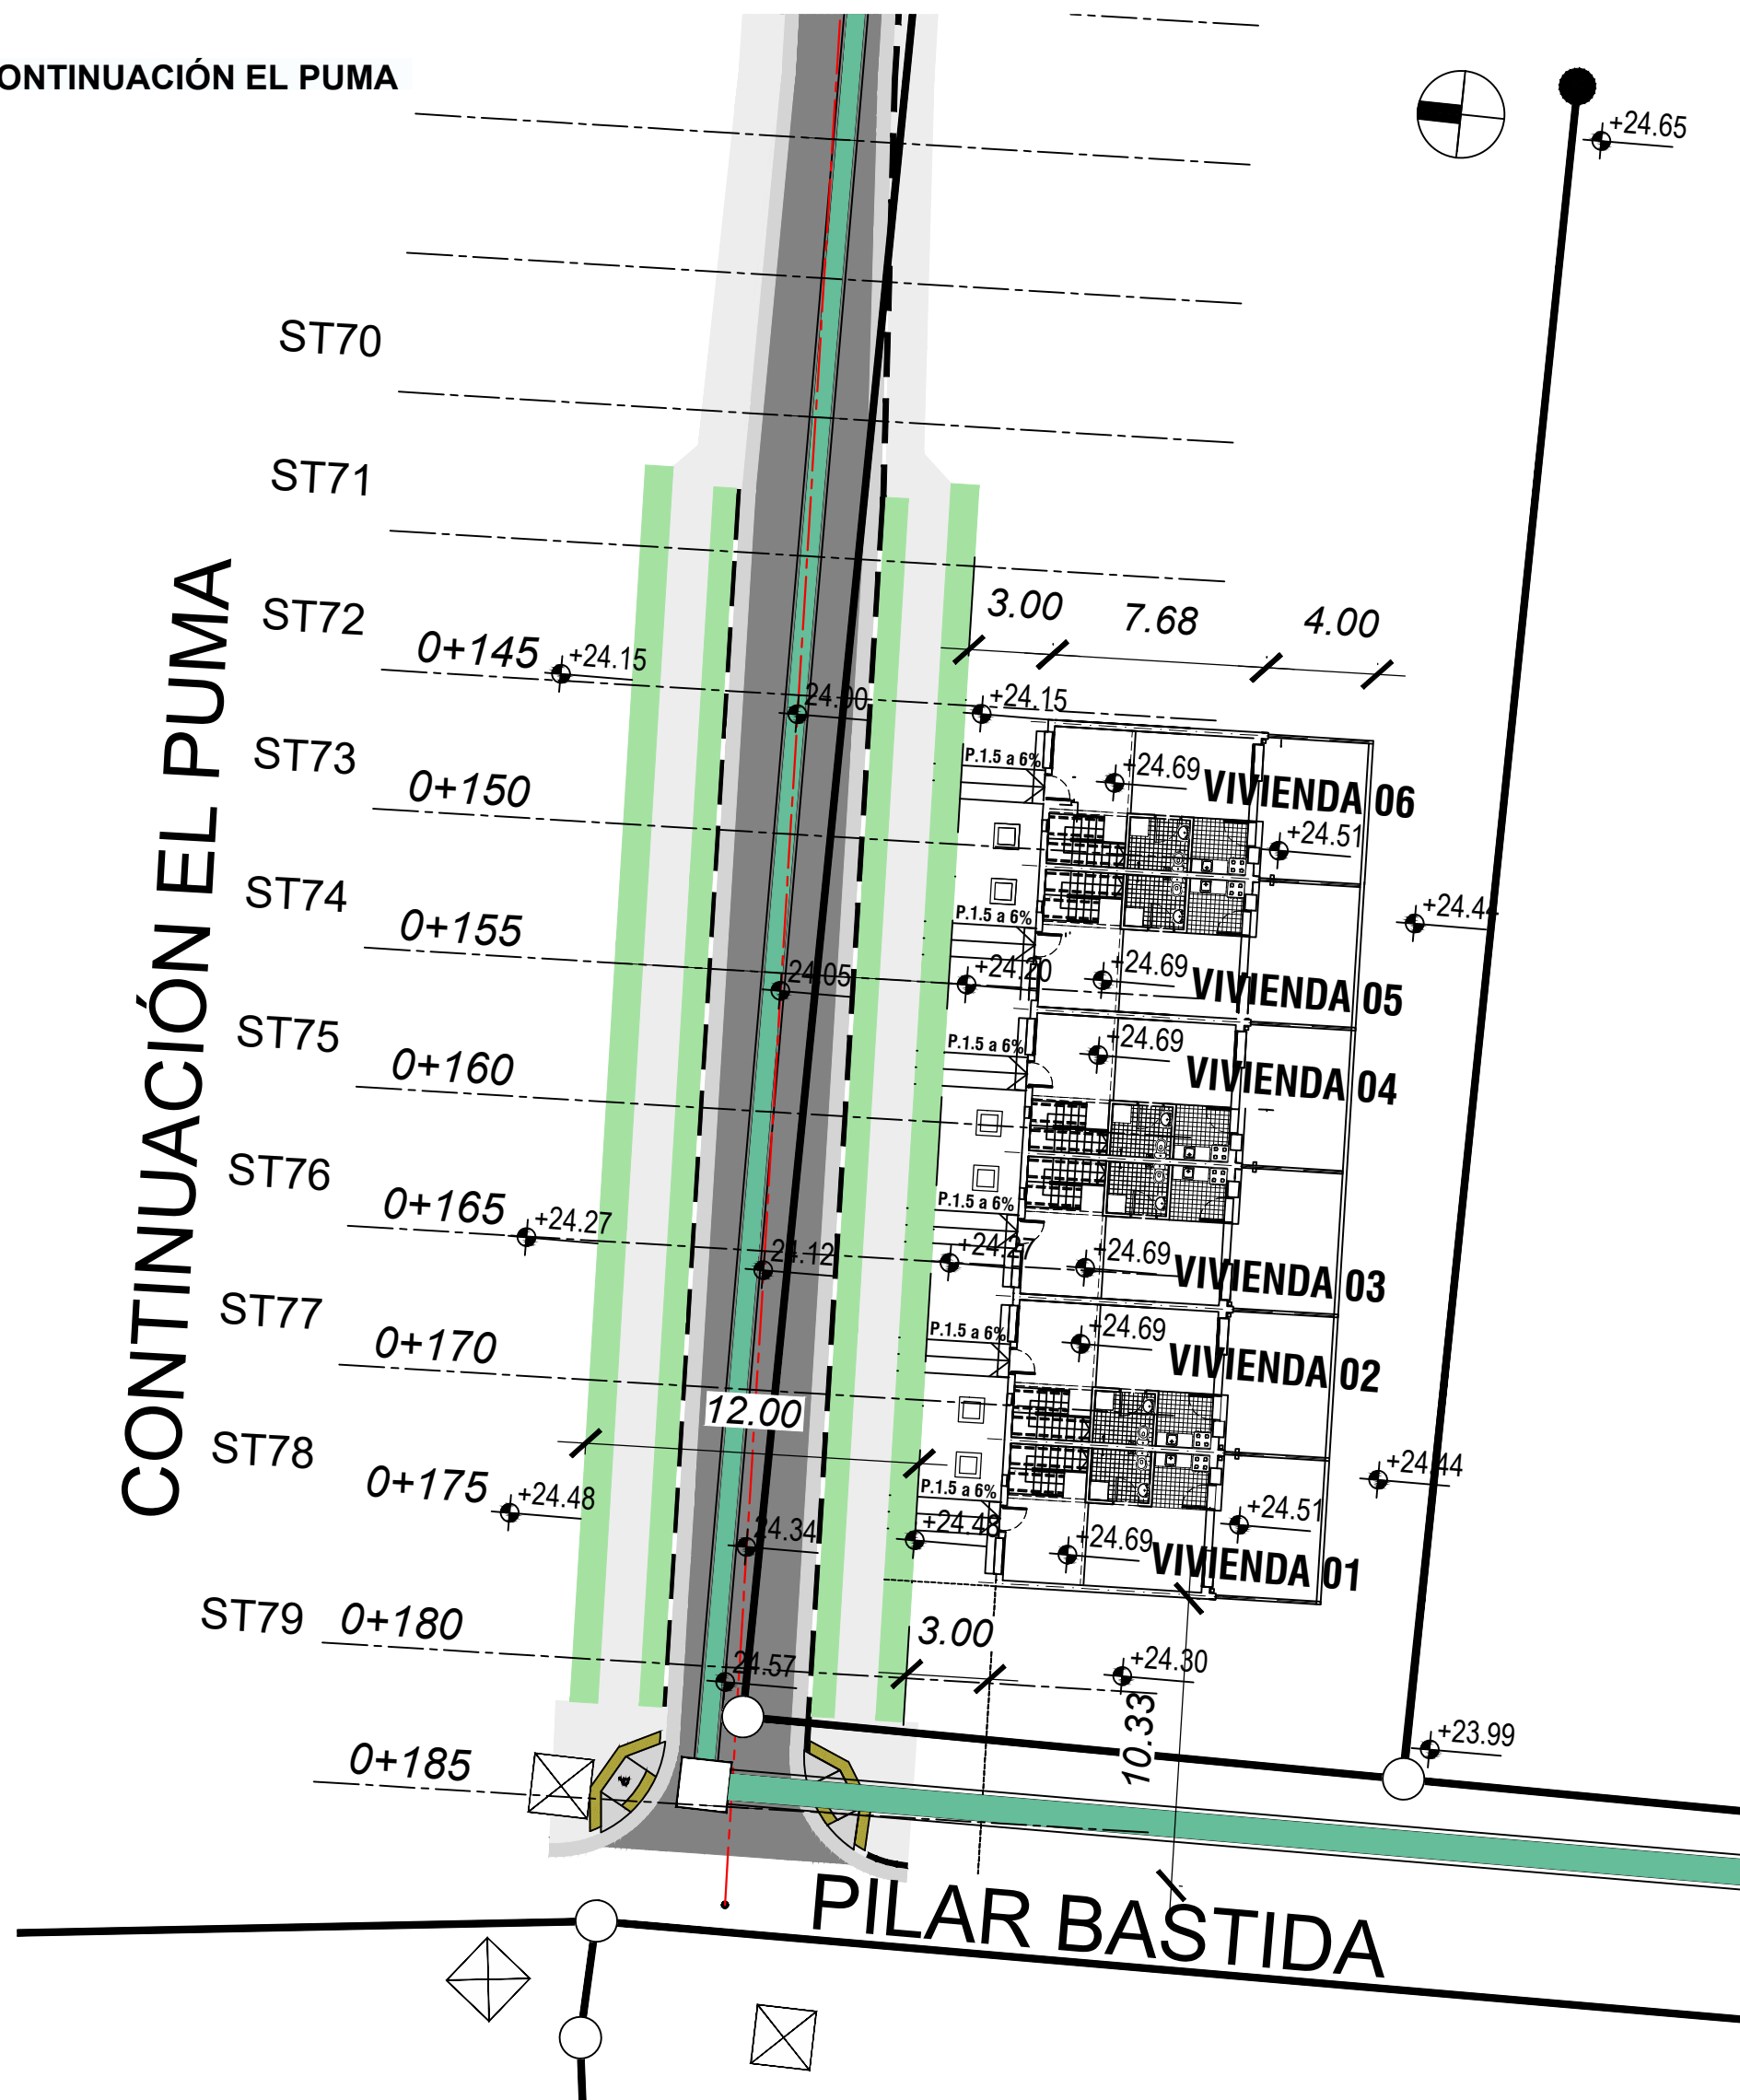 ONTINUACIÓN EL PUMA
+24.65
ST70
ST71
ST72
3.00
7.68
4.00
0+145
+24.15
24.00
+24.15
ST73
P.1.5 a 6%
+24.69
VIVIENDA 06
0+150
+24.51
ST74
P.1.5 a 6%
+24.44
0+155
24.05
+24.20
+24.69
VIVIENDA 05
ST75
P.1.5 a 6%
+24.69
VIVIENDA 04
0+160
ST76
P.1.5 a 6%
0+165
+24.27
24.12
+24.27
+24.69
VIVIENDA 03
ST77
P.1.5 a 6%
+24.69
VIVIENDA 02
0+170
12.00
ST78
+24.44
0+175
+24.48
P.1.5 a 6%
24.34
+24.48
+24.69
+24.51
VIVIENDA 01
ST79
0+180
3.00
24.57
+24.30
10.33
+23.99
0+185
CONTINUACIÓN EL PUMA
PILAR BASTIDA